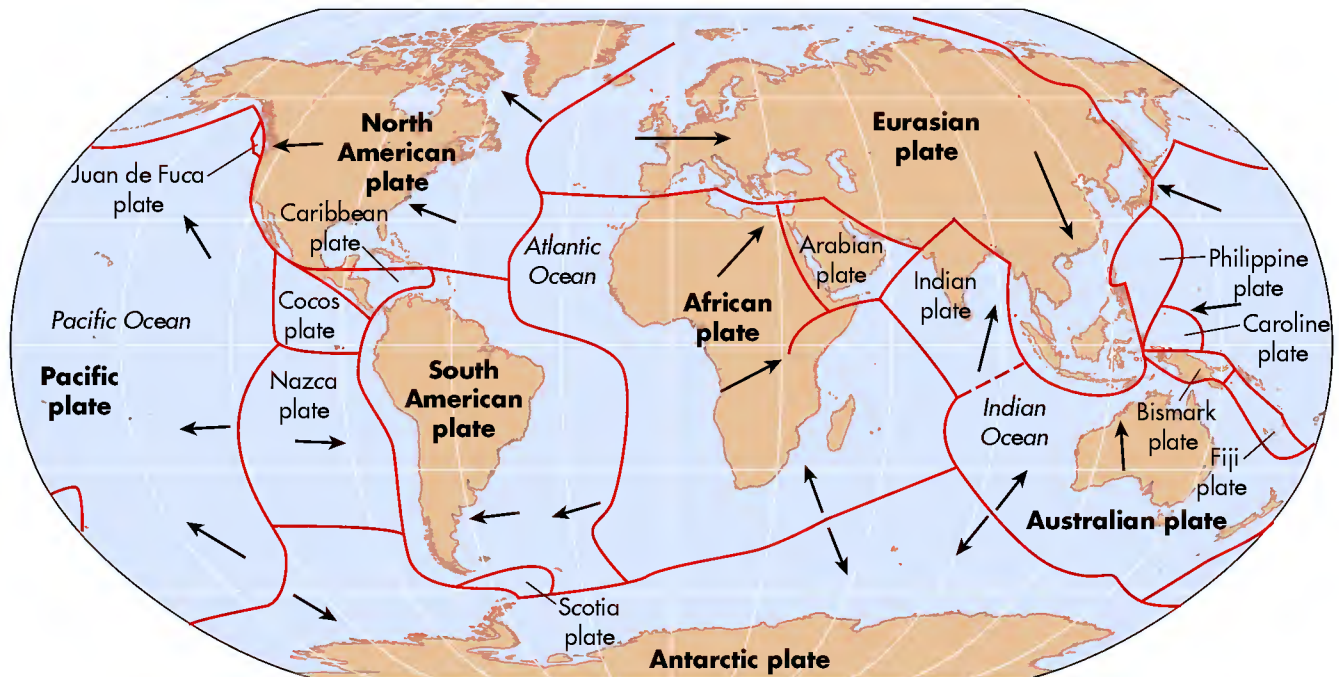 North
American
plate
Eurasian
plate
Juan de Fuca
plate
Caribbean
plate
Atlantic
Ocean
Arabian
plate
Indian
plate
Philippine
plate
Cocos
plate
African
plate
Caroline
plate
Pacific Ocean
Pacific
plate
Nazca
plate
South
American
plate
Indian
Ocean
Bismark
plate
Fiji
plate
Australian plate
Scotia
plate
Antarctic plate